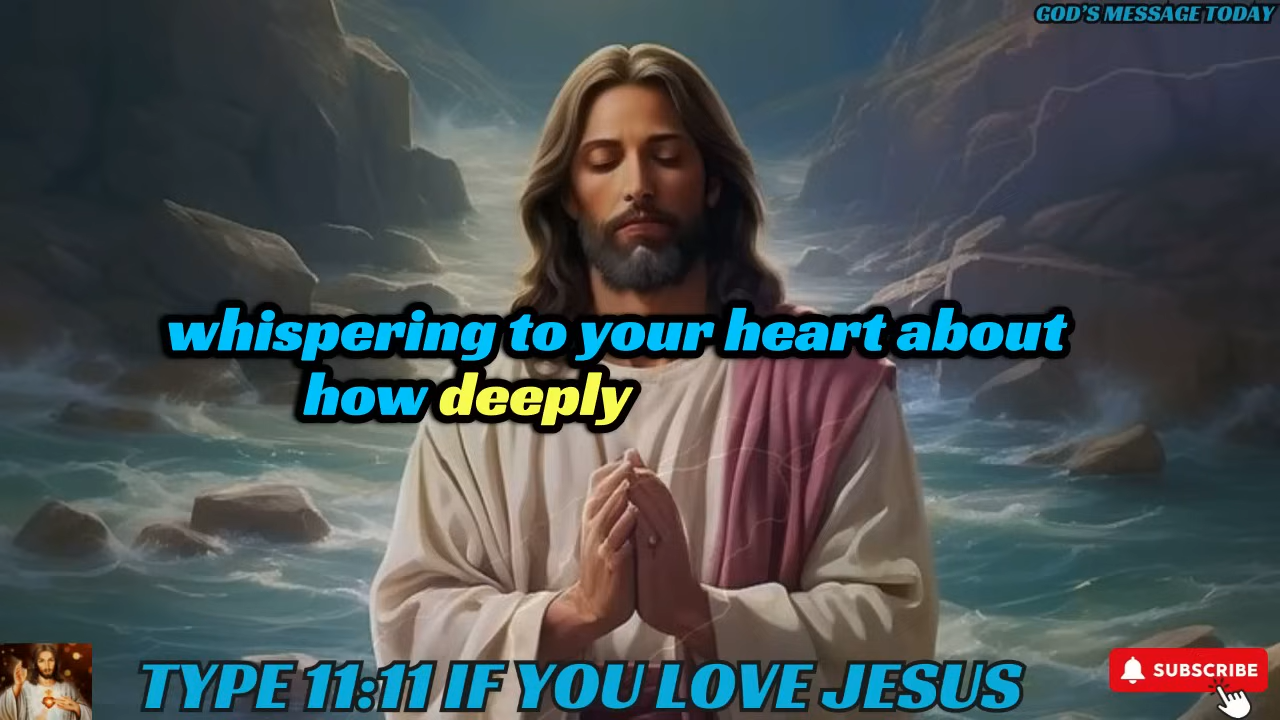 GOD'S MESSAGE TODAY
whispering to your heart about
how deeply
TYPE 11:11 IF YOU LOVE JESUS
SUBSCRIBE